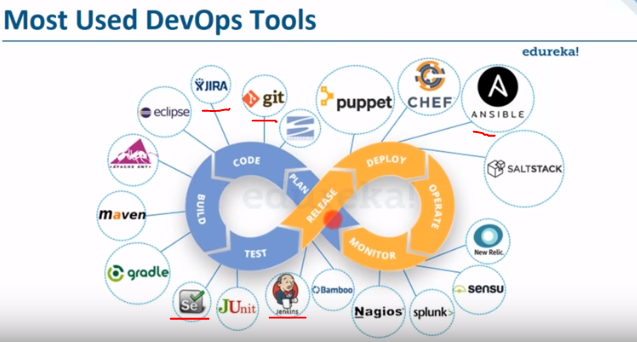 Most Used DevOps Tools
edureka!
JIRA
git
eclipse
puppet
CHEF
ANSIBLE
SALTSTACK
maven
gradle
CODE
PLAN
BUILD
TEST
RELEASE
DEPLOY
OPERATE
MONITOR
edureka!
Se
JUnit
Jenkins
Bamboo
Nagios
splunk>
sensu
New Relic.